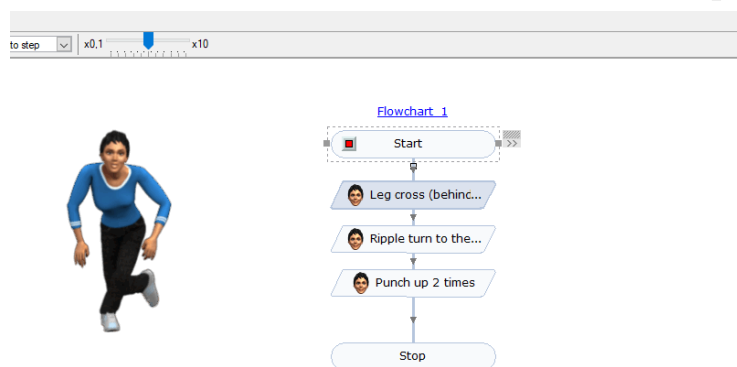 to step x0,1 x10
Flowchart_1
Start
>>
Leg cross (behinc...
Ripple turn to the...
Punch up 2 times
Stop